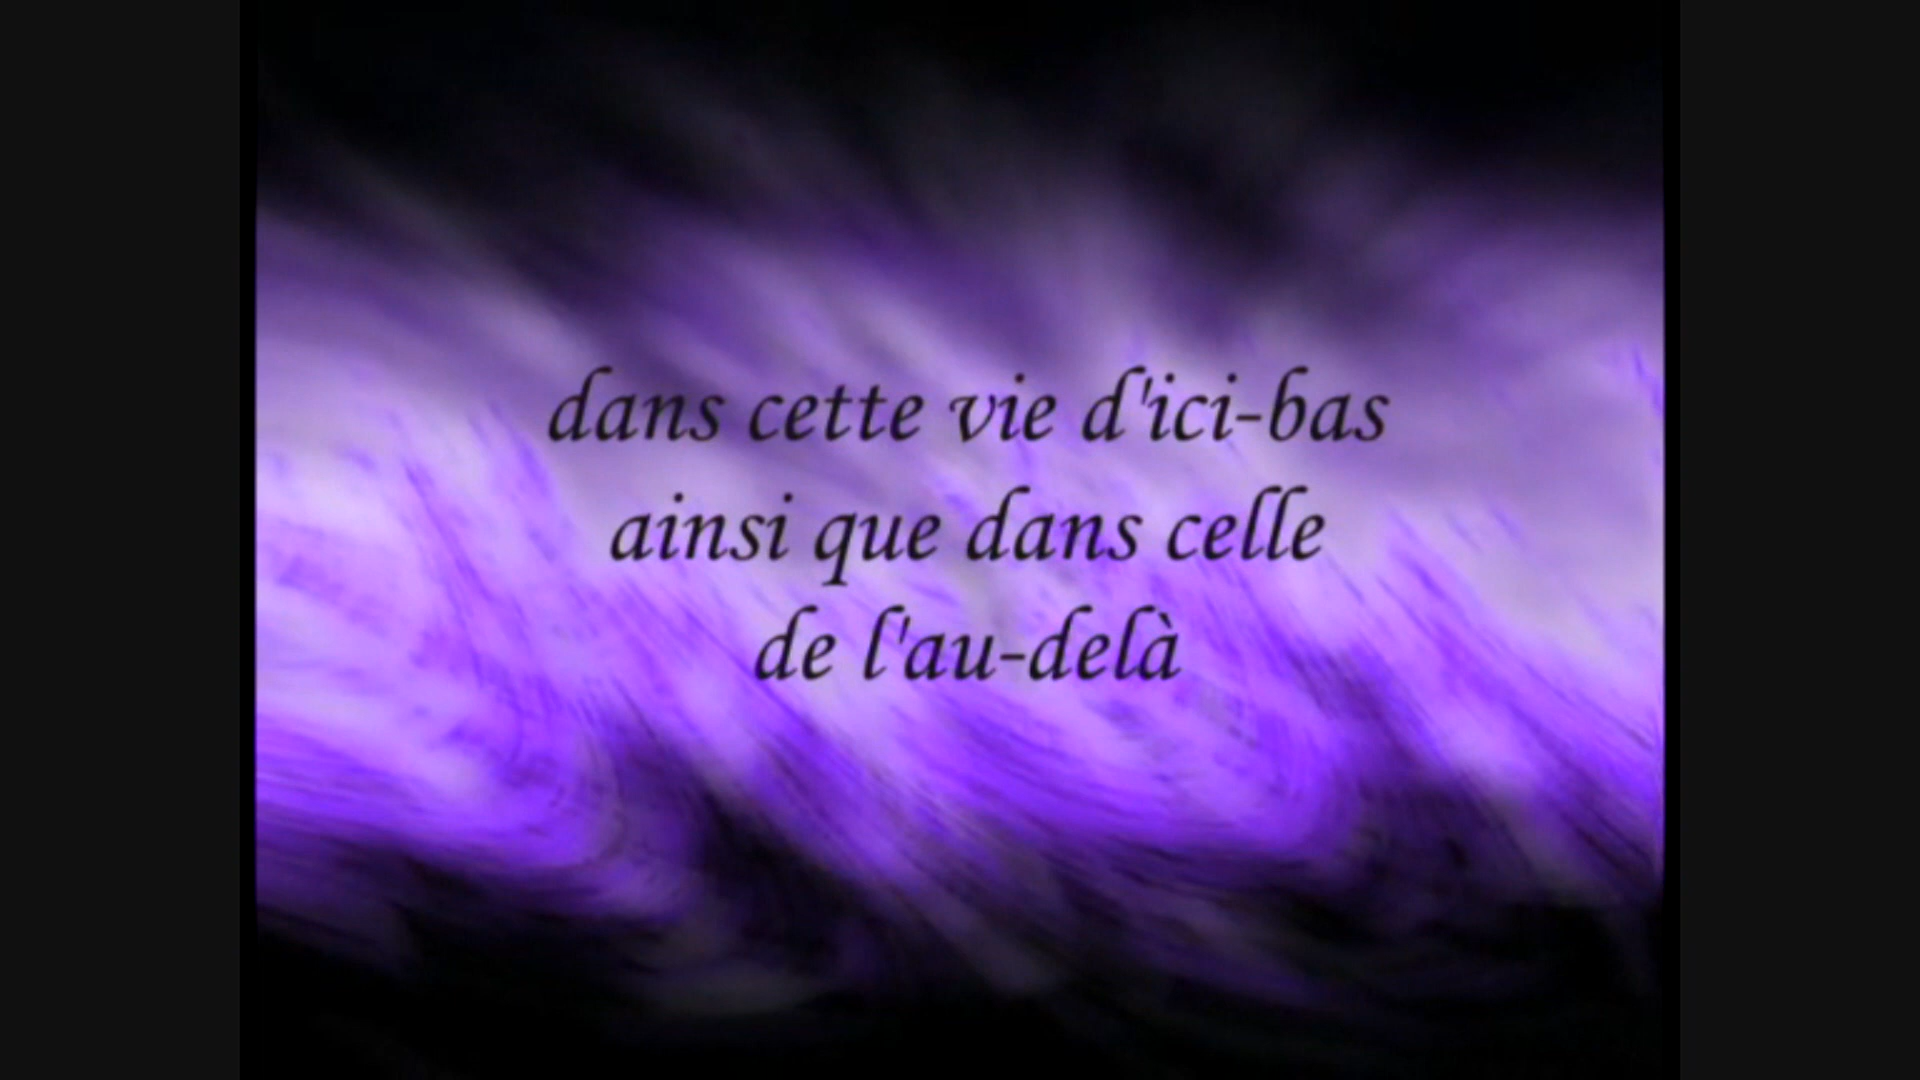 dans cette vie d'ici-bas
ainsi que dans celle
de l'au-delà